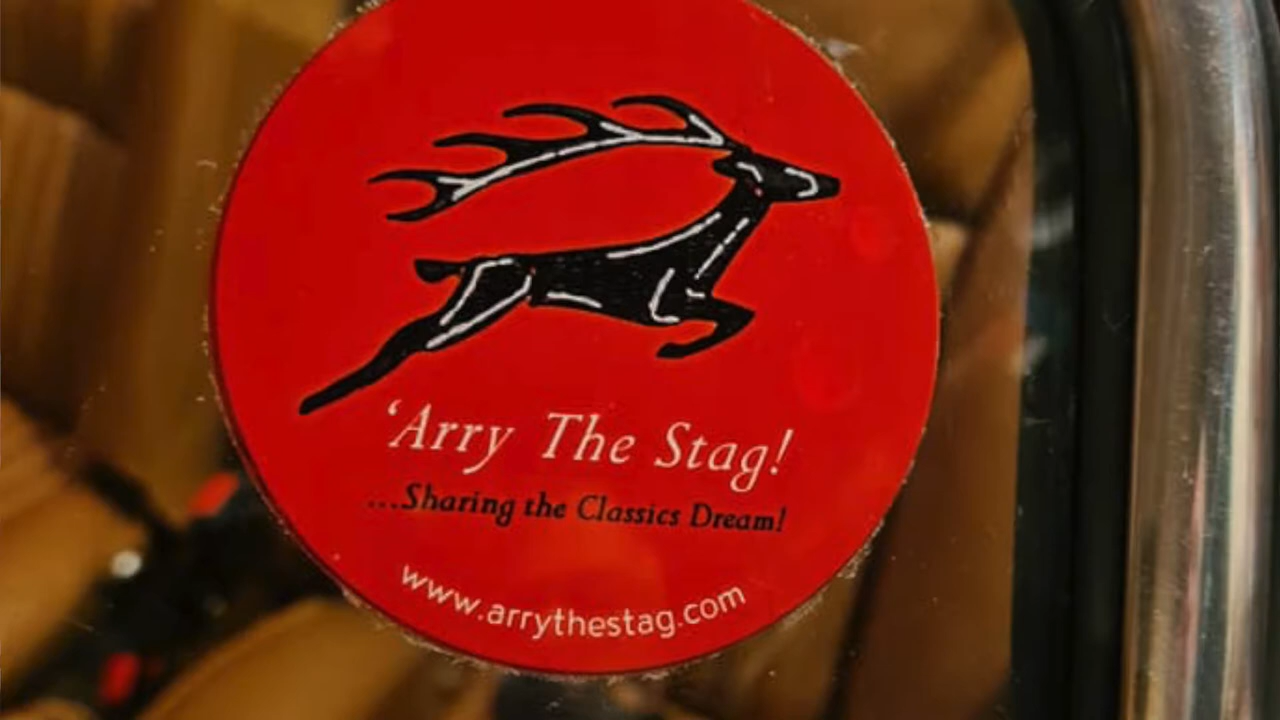 ‘Arry The Stag!
...Sharing the Classics Dream!
www.arrythestag.com